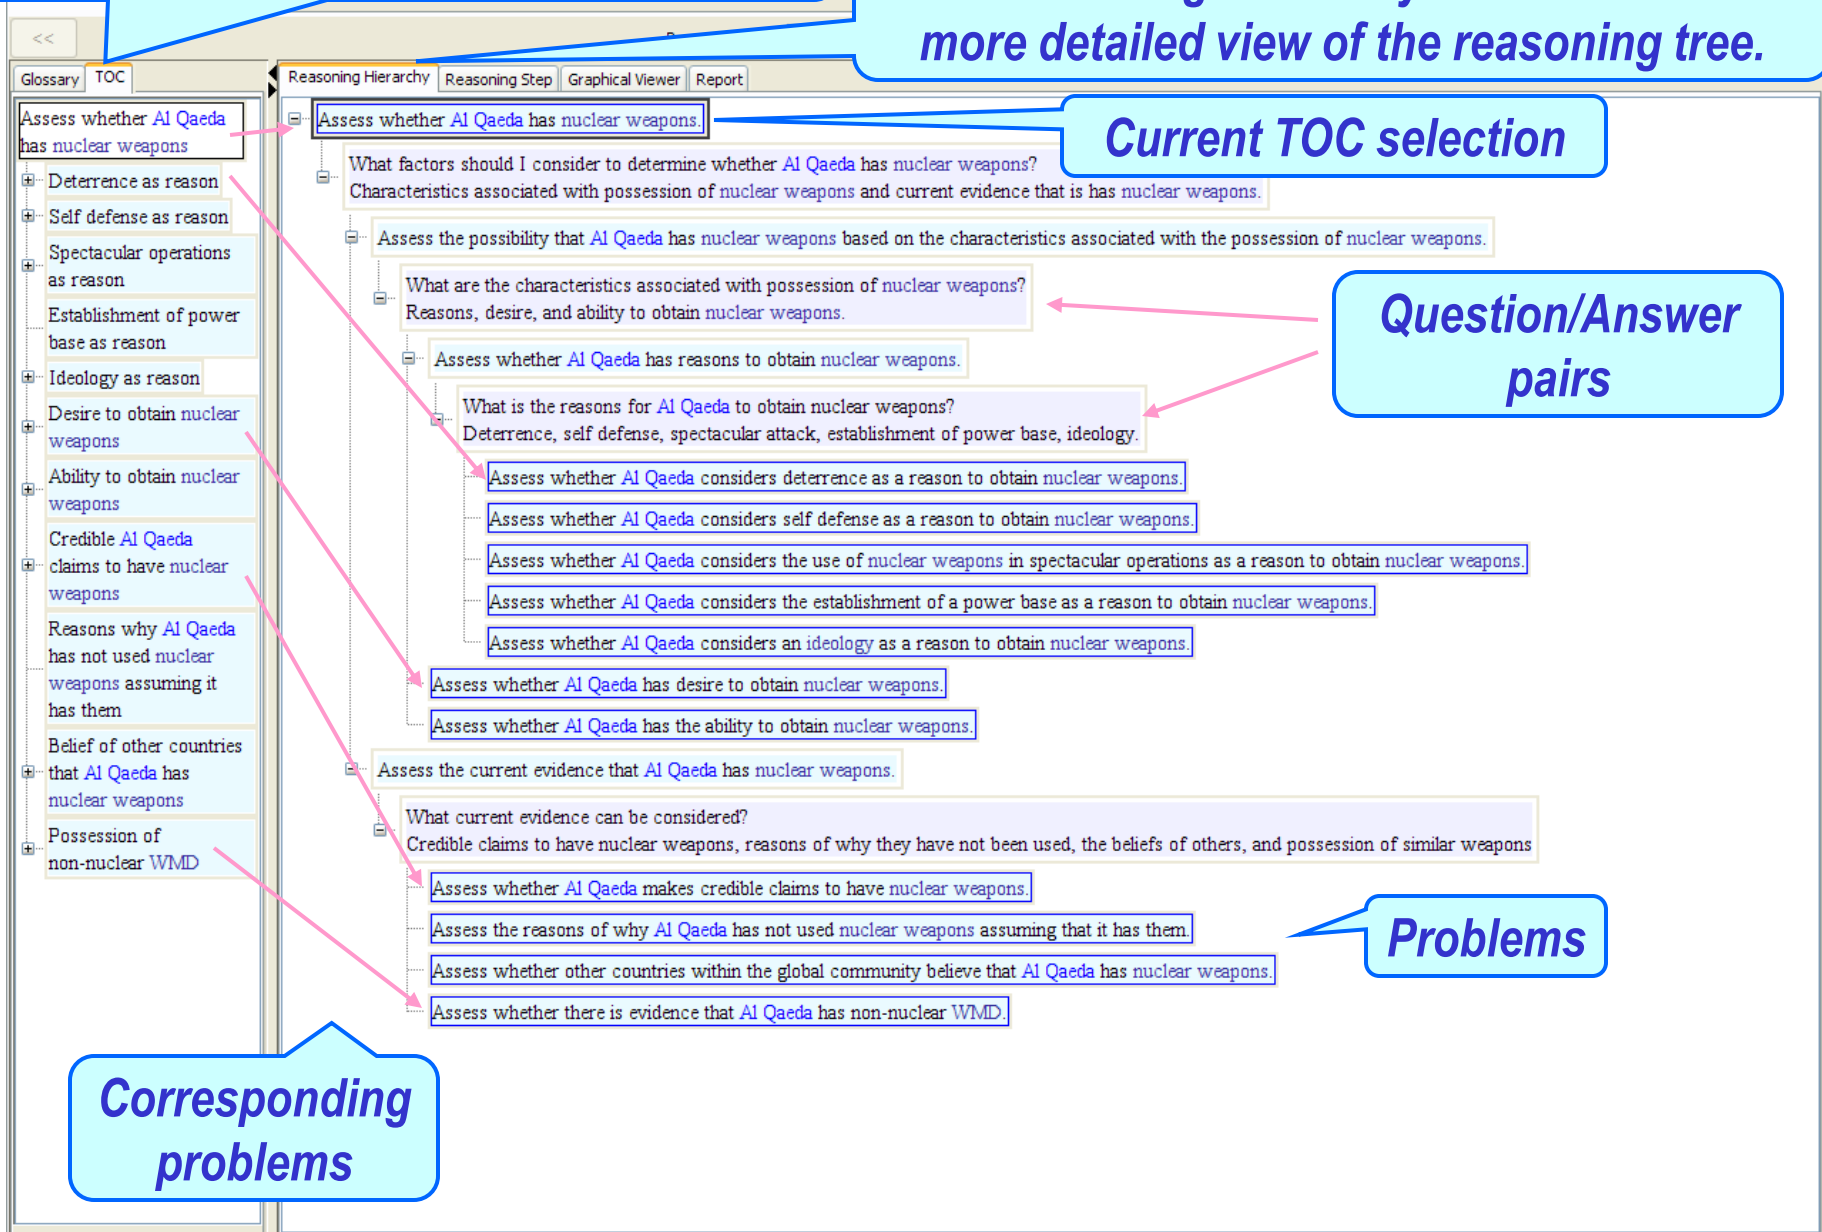 more detailed view of the reasoning tree.
<<
Glossary
TOC
Reasoning Hierarchy
Reasoning Step
Graphical Viewer
Report
Assess whether Al Qaeda
has nuclear weapons
Deterrence as reason
Self defense as reason
Spectacular operations
as reason
Establishment of power
base as reason
Ideology as reason
Desire to obtain nuclear
weapons
Ability to obtain nuclear
weapons
Credible Al Qaeda
claims to have nuclear
weapons
Reasons why Al Qaeda
has not used nuclear
weapons assuming it
has them
Belief of other countries
that Al Qaeda has
nuclear weapons
Possession of
non-nuclear WMD
Assess whether Al Qaeda has nuclear weapons.
Current TOC selection
What factors should I consider to determine whether Al Qaeda has nuclear weapons?
Characteristics associated with possession of nuclear weapons and current evidence that is has nuclear weapons.
Assess the possibility that Al Qaeda has nuclear weapons based on the characteristics associated with the possession of nuclear weapons.
What are the characteristics associated with possession of nuclear weapons?
Reasons, desire, and ability to obtain nuclear weapons.
Question/Answer
pairs
Assess whether Al Qaeda has reasons to obtain nuclear weapons.
What is the reasons for Al Qaeda to obtain nuclear weapons?
Deterrence, self defense, spectacular attack, establishment of power base, ideology.
Assess whether Al Qaeda considers deterrence as a reason to obtain nuclear weapons.
Assess whether Al Qaeda considers self defense as a reason to obtain nuclear weapons.
Assess whether Al Qaeda considers the use of nuclear weapons in spectacular operations as a reason to obtain nuclear weapons.
Assess whether Al Qaeda considers the establishment of a power base as a reason to obtain nuclear weapons.
Assess whether Al Qaeda considers an ideology as a reason to obtain nuclear weapons.
Assess whether Al Qaeda has desire to obtain nuclear weapons.
Assess whether Al Qaeda has the ability to obtain nuclear weapons.
Assess the current evidence that Al Qaeda has nuclear weapons.
What current evidence can be considered?
Credible claims to have nuclear weapons, reasons of why they have not been used, the beliefs of others, and possession of similar weapons
Assess whether Al Qaeda makes credible claims to have nuclear weapons.
Assess the reasons of why Al Qaeda has not used nuclear weapons assuming that it has them.
Assess whether other countries within the global community believe that Al Qaeda has nuclear weapons.
Assess whether there is evidence that Al Qaeda has non-nuclear WMD.
Problems
Corresponding
problems